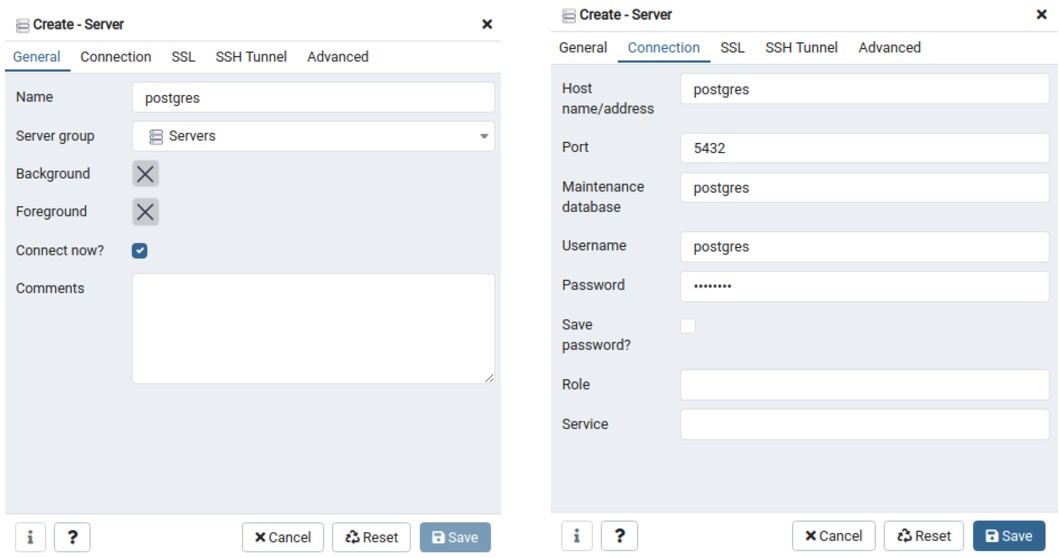 Create - Server
General Connection SSL SSH Tunnel Advanced
Name postgres
Server group Servers
Background
Foreground
Connect now?
Comments
Cancel Reset Save
Create - Server
General Connection SSL SSH Tunnel Advanced
Host
name/address postgres
Port 5432
Maintenance
database postgres
Username postgres
Password ••••••••
Save
password?
Role
Service
i ? Cancel Reset Save